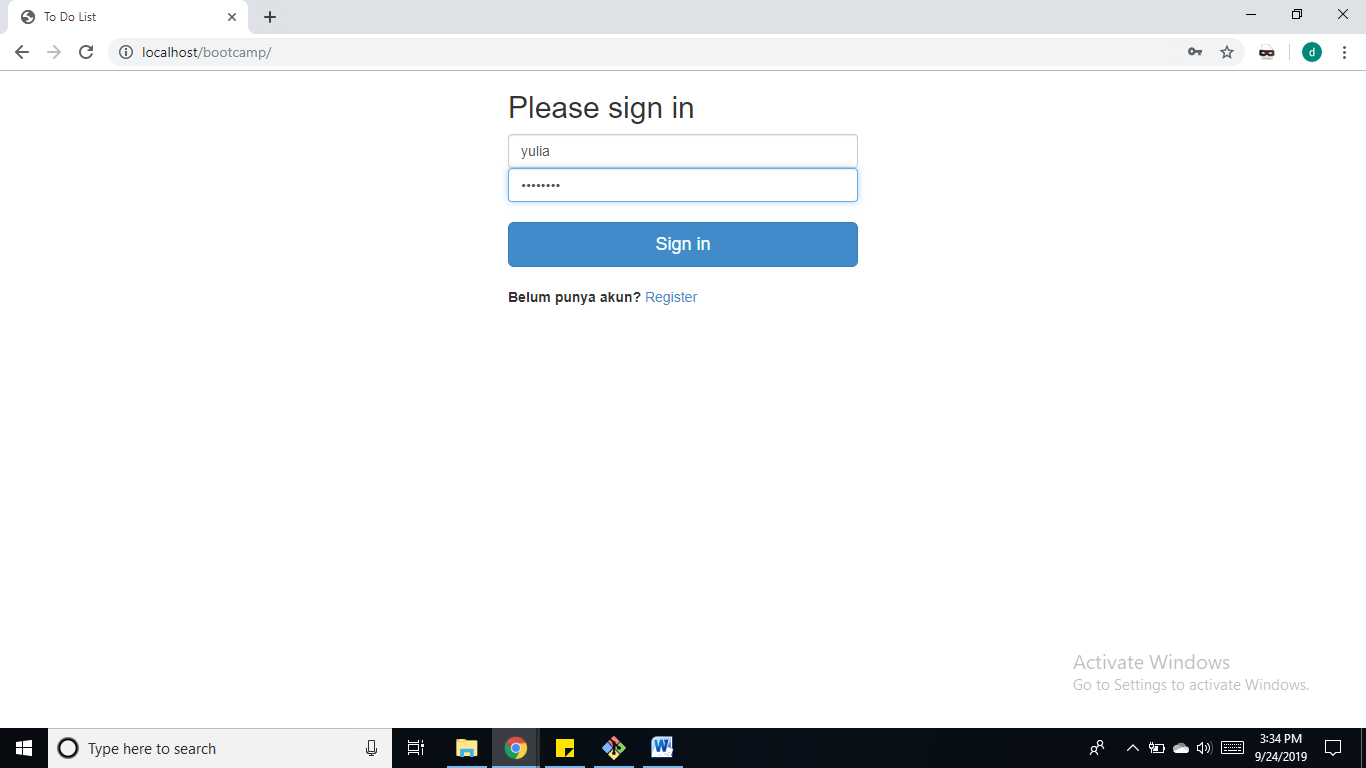 To Do List
localhost/bootcamp/
d
Please sign in
yulia
••••••••
Sign in
Belum punya akun? Register
Activate Windows
Go to Settings to activate Windows.
Type here to search
3:34 PM
9/24/2019